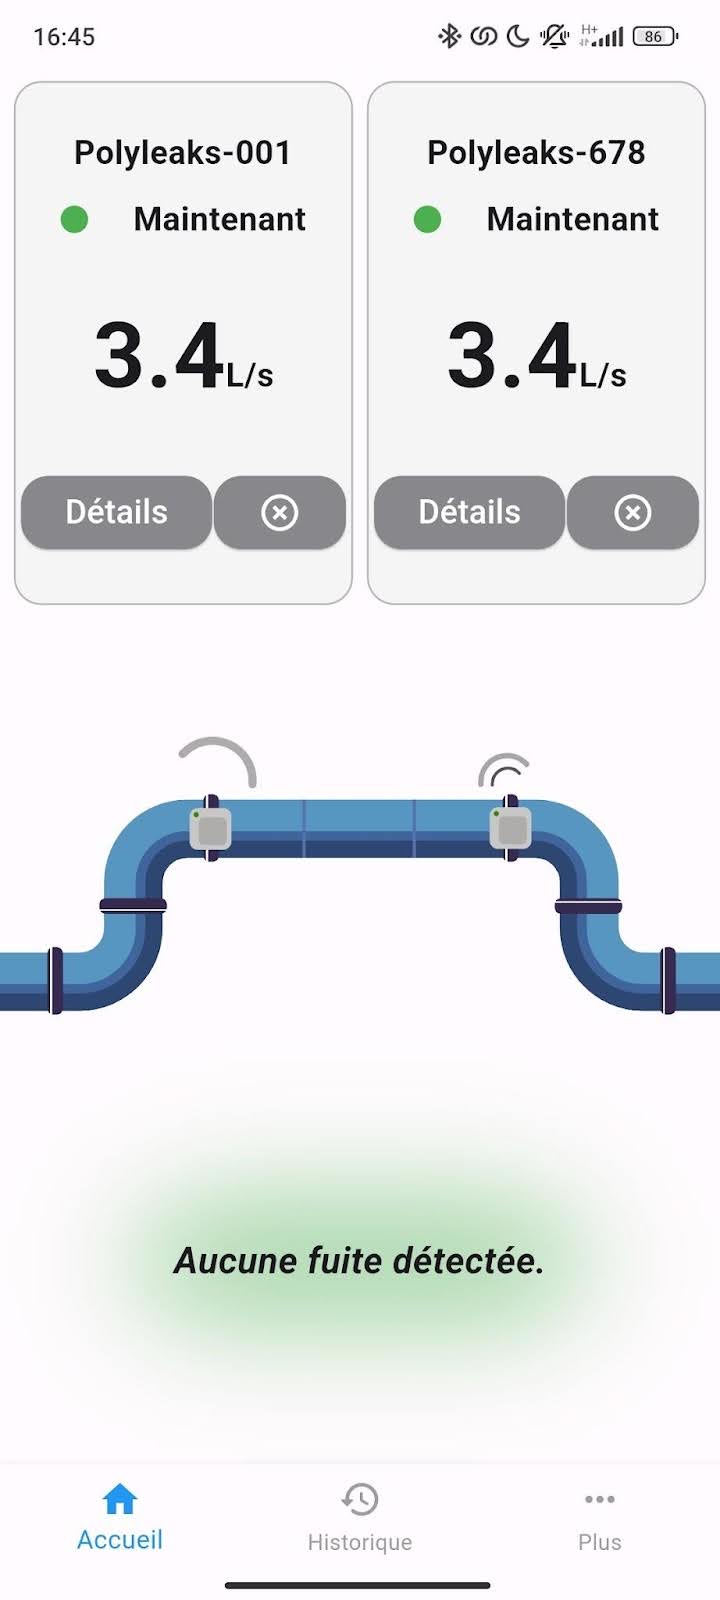 16:45
H+
86
Polyleaks-001
Maintenant
3.4L/s
Détails
Polyleaks-678
Maintenant
3.4L/s
Détails
Aucune fuite détectée.
Accueil
Historique
Plus